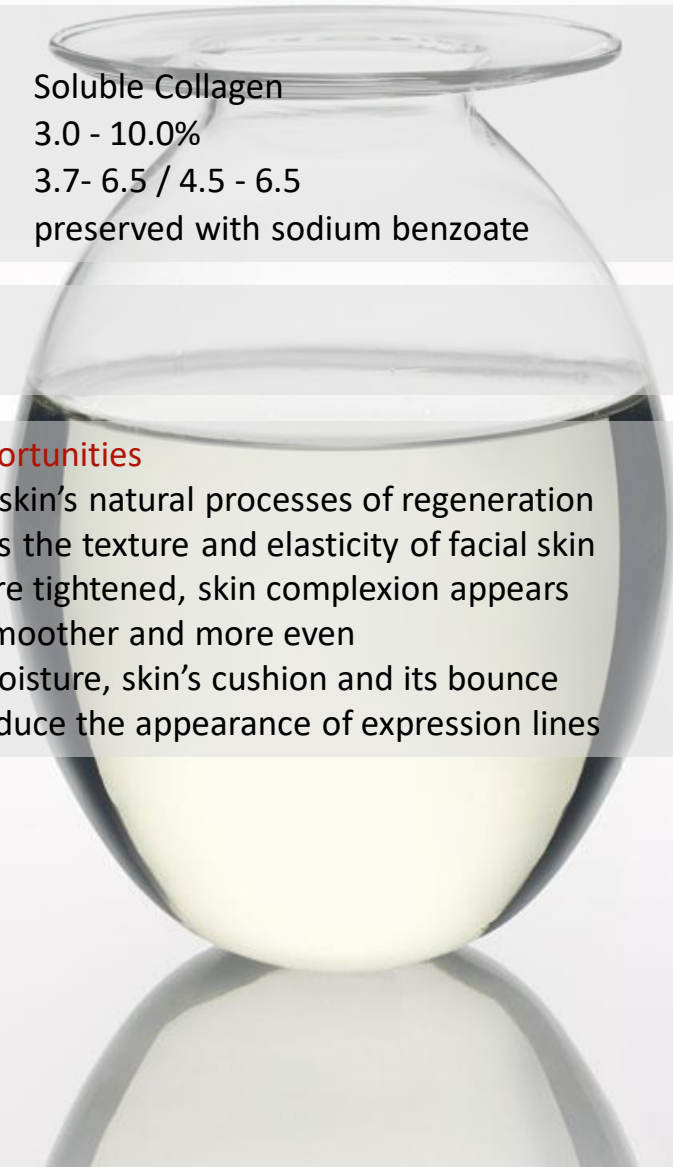 Soluble Collagen
3.0 - 10.0%
3.7- 6.5 / 4.5 - 6.5
preserved with sodium benzoate
ortunities
skin’s natural processes of regeneration
s the texture and elasticity of facial skin
re tightened, skin complexion appears
moother and more even
oisture, skin’s cushion and its bounce
duce the appearance of expression lines